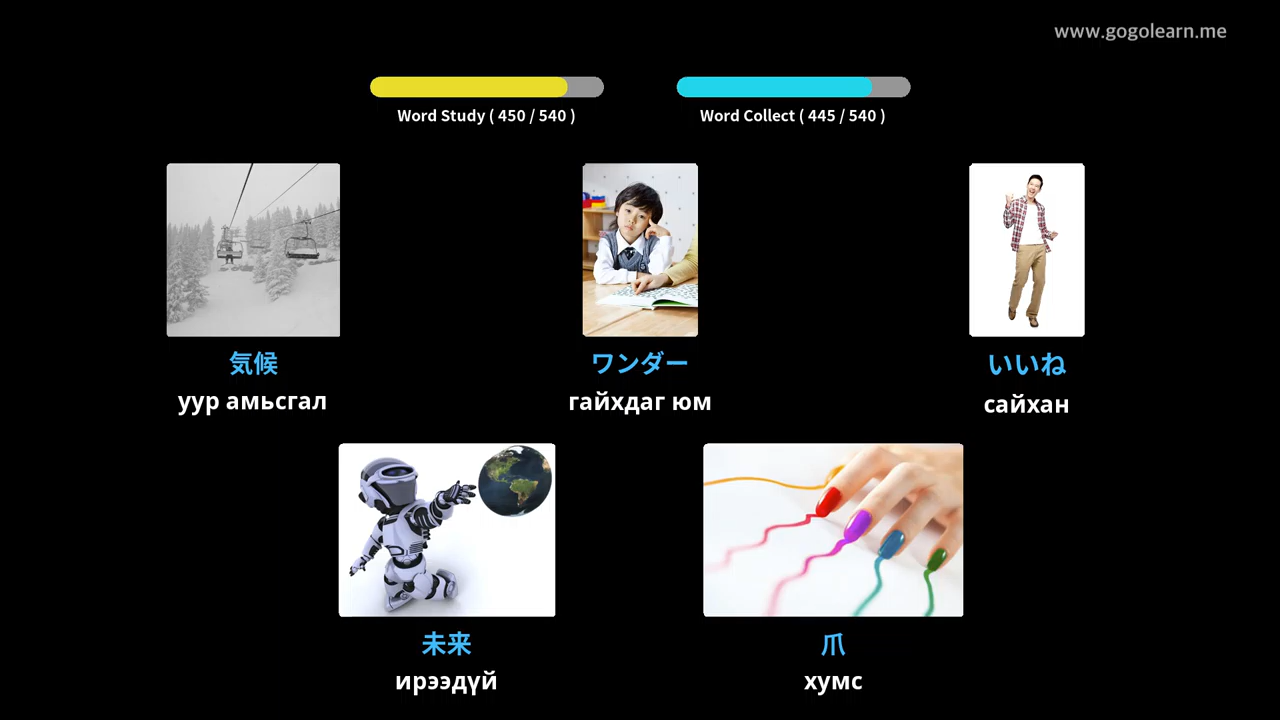 www.gogolearn.me
Word Study ( 450 / 540 )
Word Collect ( 445 / 540 )
気候
уур амьсгал
ワンダー
гайхдаг юм
いいね
сайхан
未来
ирээдүй
爪
хумс